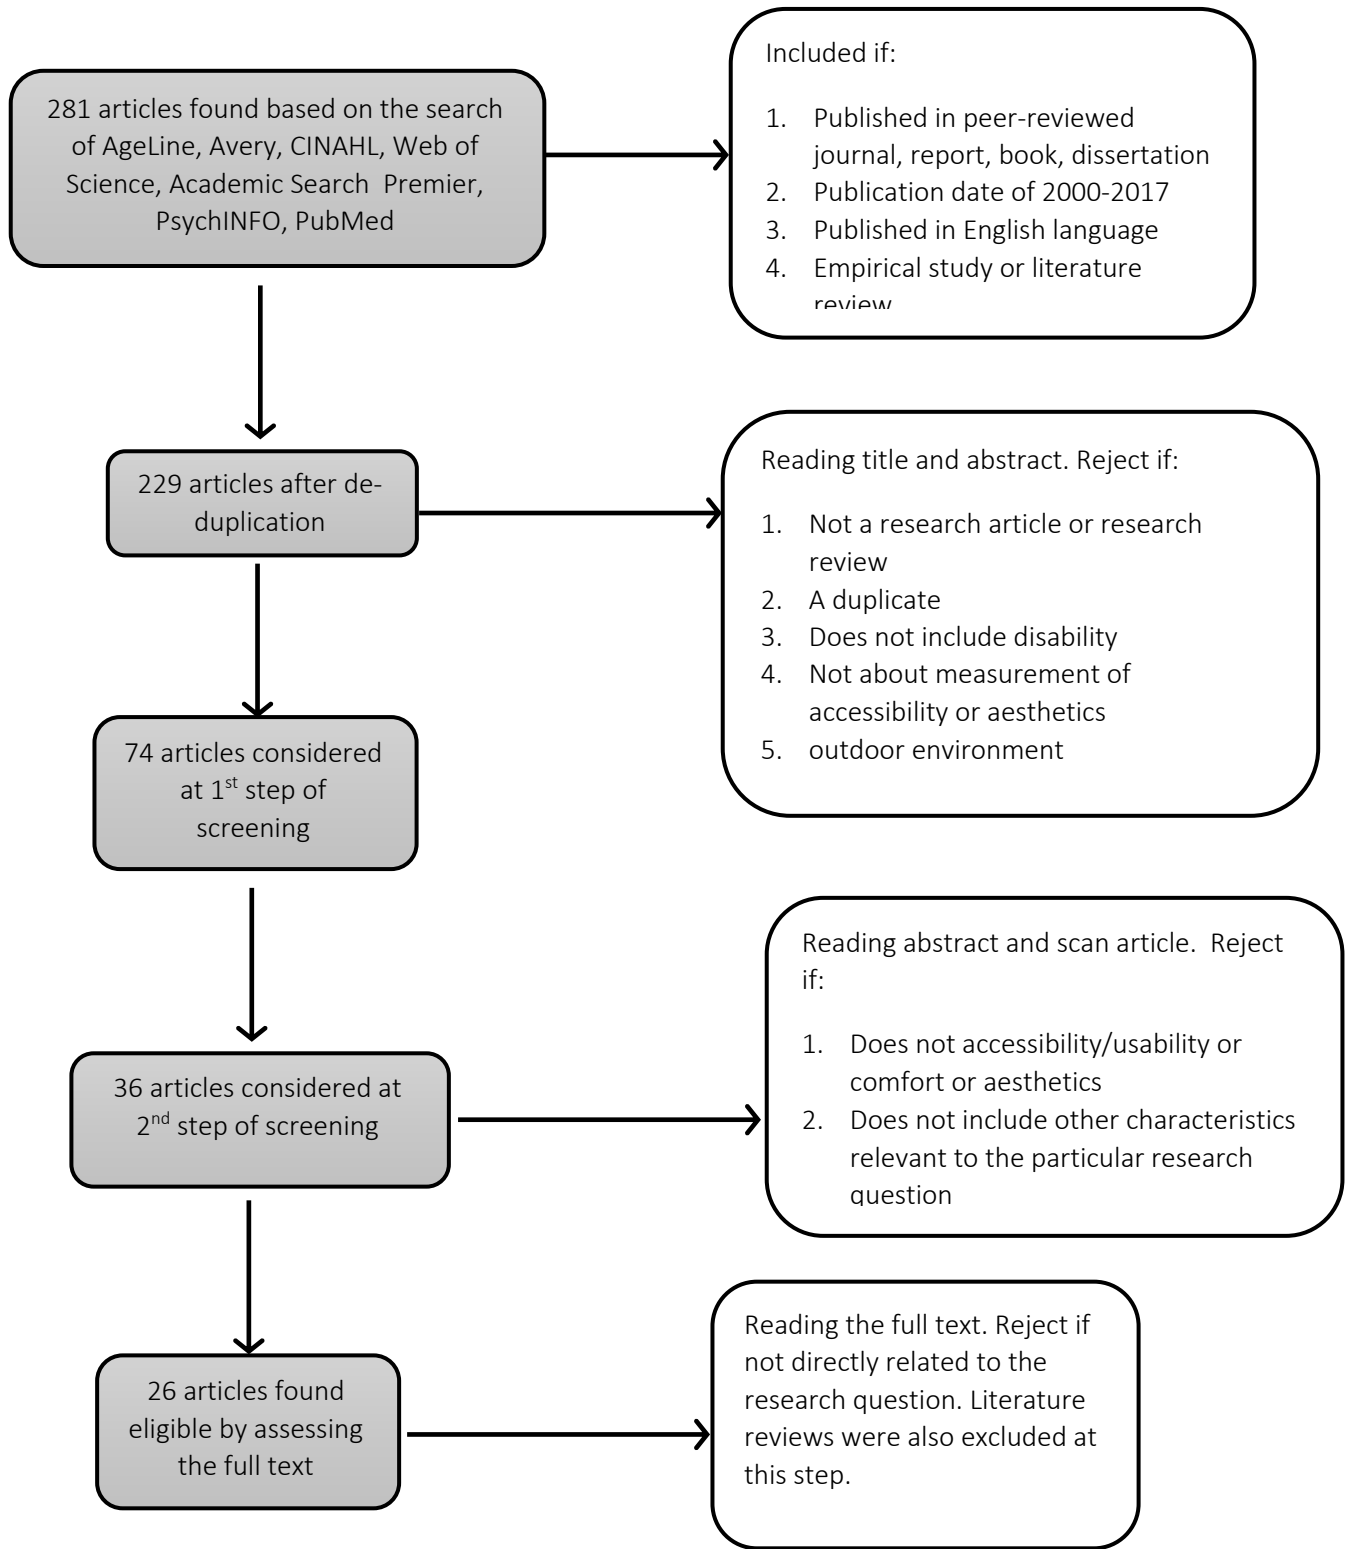 281 articles found based on the search
of AgeLine, Avery, CINAHL, Web of
Science, Academic Search Premier,
PsychINFO, PubMed
Included if:
1. Published in peer-reviewed
journal, report, book, dissertation
2. Publication date of 2000-2017
3. Published in English language
4. Empirical study or literature
review
229 articles after de-
duplication
Reading title and abstract. Reject if:
1. Not a research article or research
review
2. A duplicate
3. Does not include disability
4. Not about measurement of
accessibility or aesthetics
5. outdoor environment
74 articles considered
at 1st step of
screening
Reading abstract and scan article. Reject
if:
1. Does not accessibility/usability or
comfort or aesthetics
2. Does not include other characteristics
relevant to the particular research
question
36 articles considered at
2nd step of screening
Reading the full text. Reject if
not directly related to the
research question. Literature
reviews were also excluded at
this step.
26 articles found
eligible by assessing
the full text